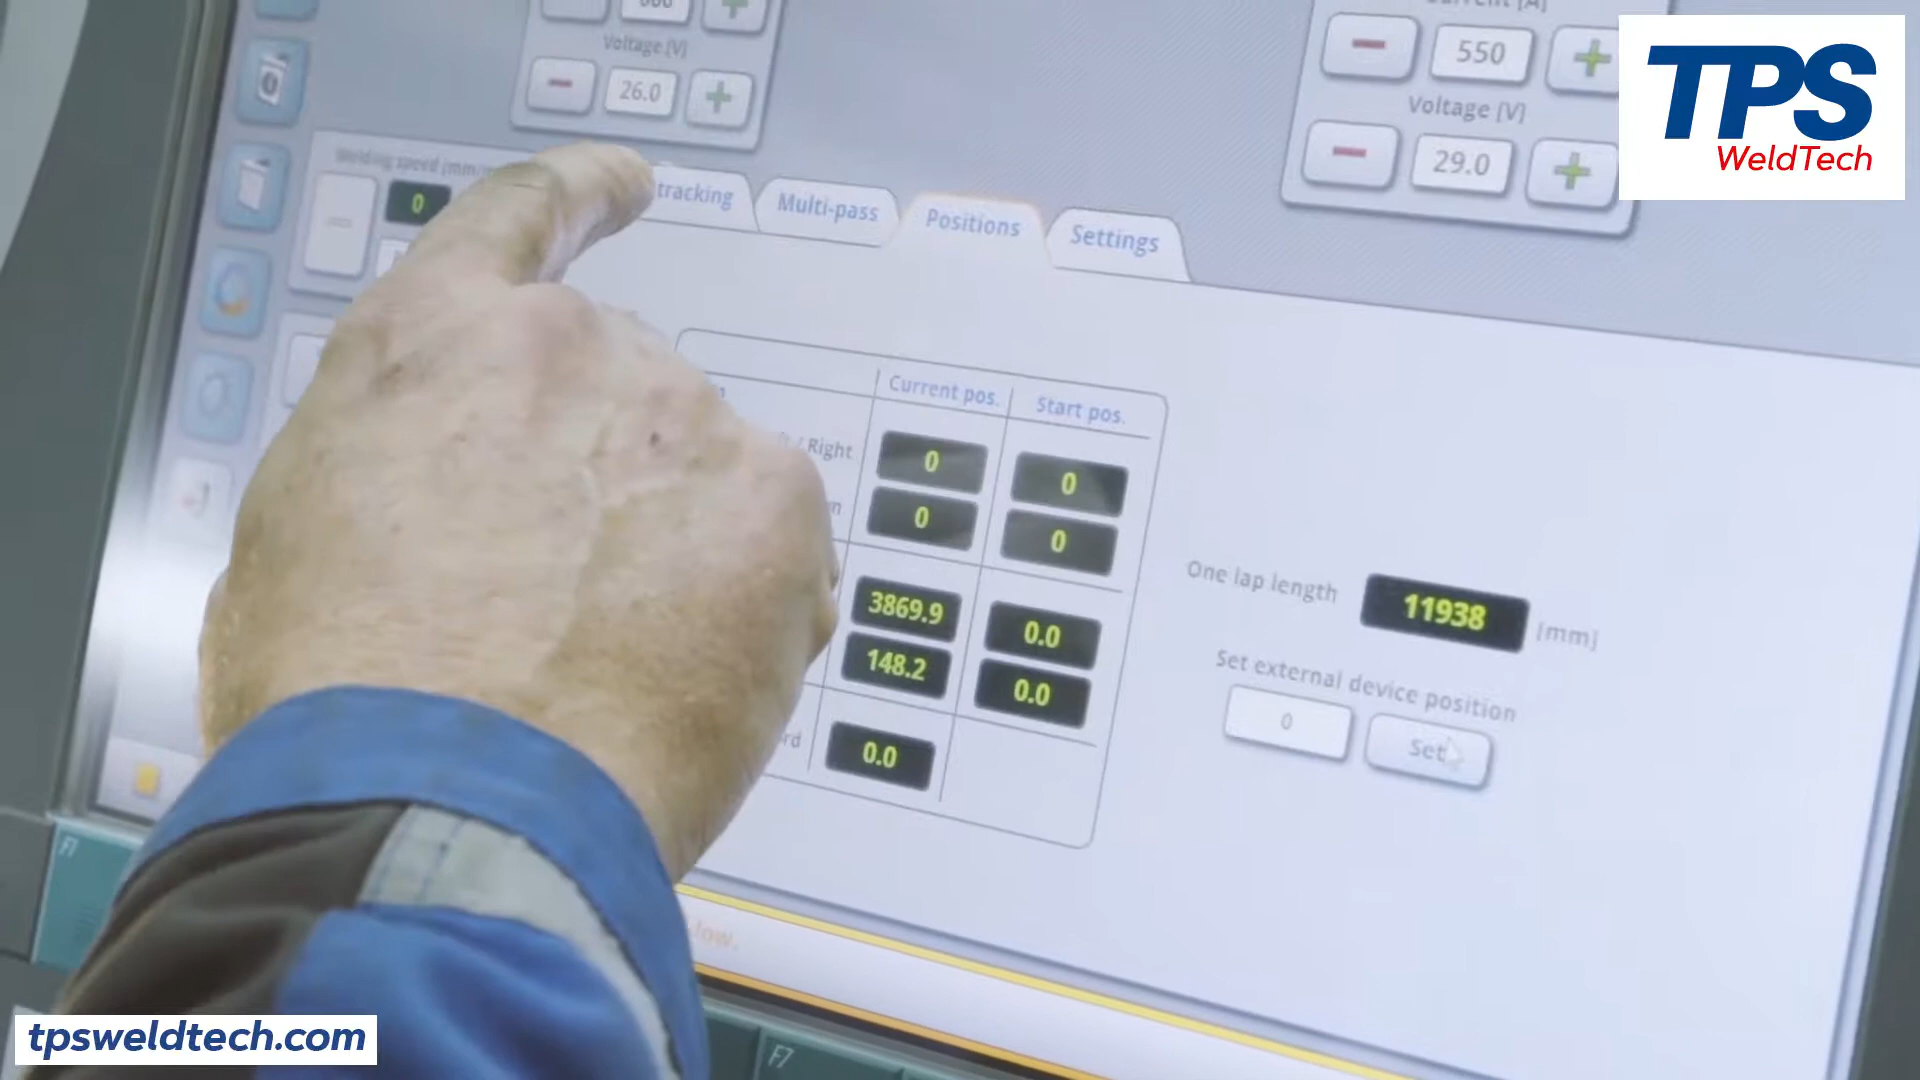 Voltage [V]
26.0
550
Voltage [V]
29.0
TPS
WeldTech
Welding speed
0
tracking
Multi-pass
Positions
Settings
Current pos.
Start pos.
/ Right
0
0
0
0
3869.9
0.0
148.2
0.0
0.0
One lap length
11938
[mm]
Set external device position
0
Set
F1
F7
tpsweldtech.com